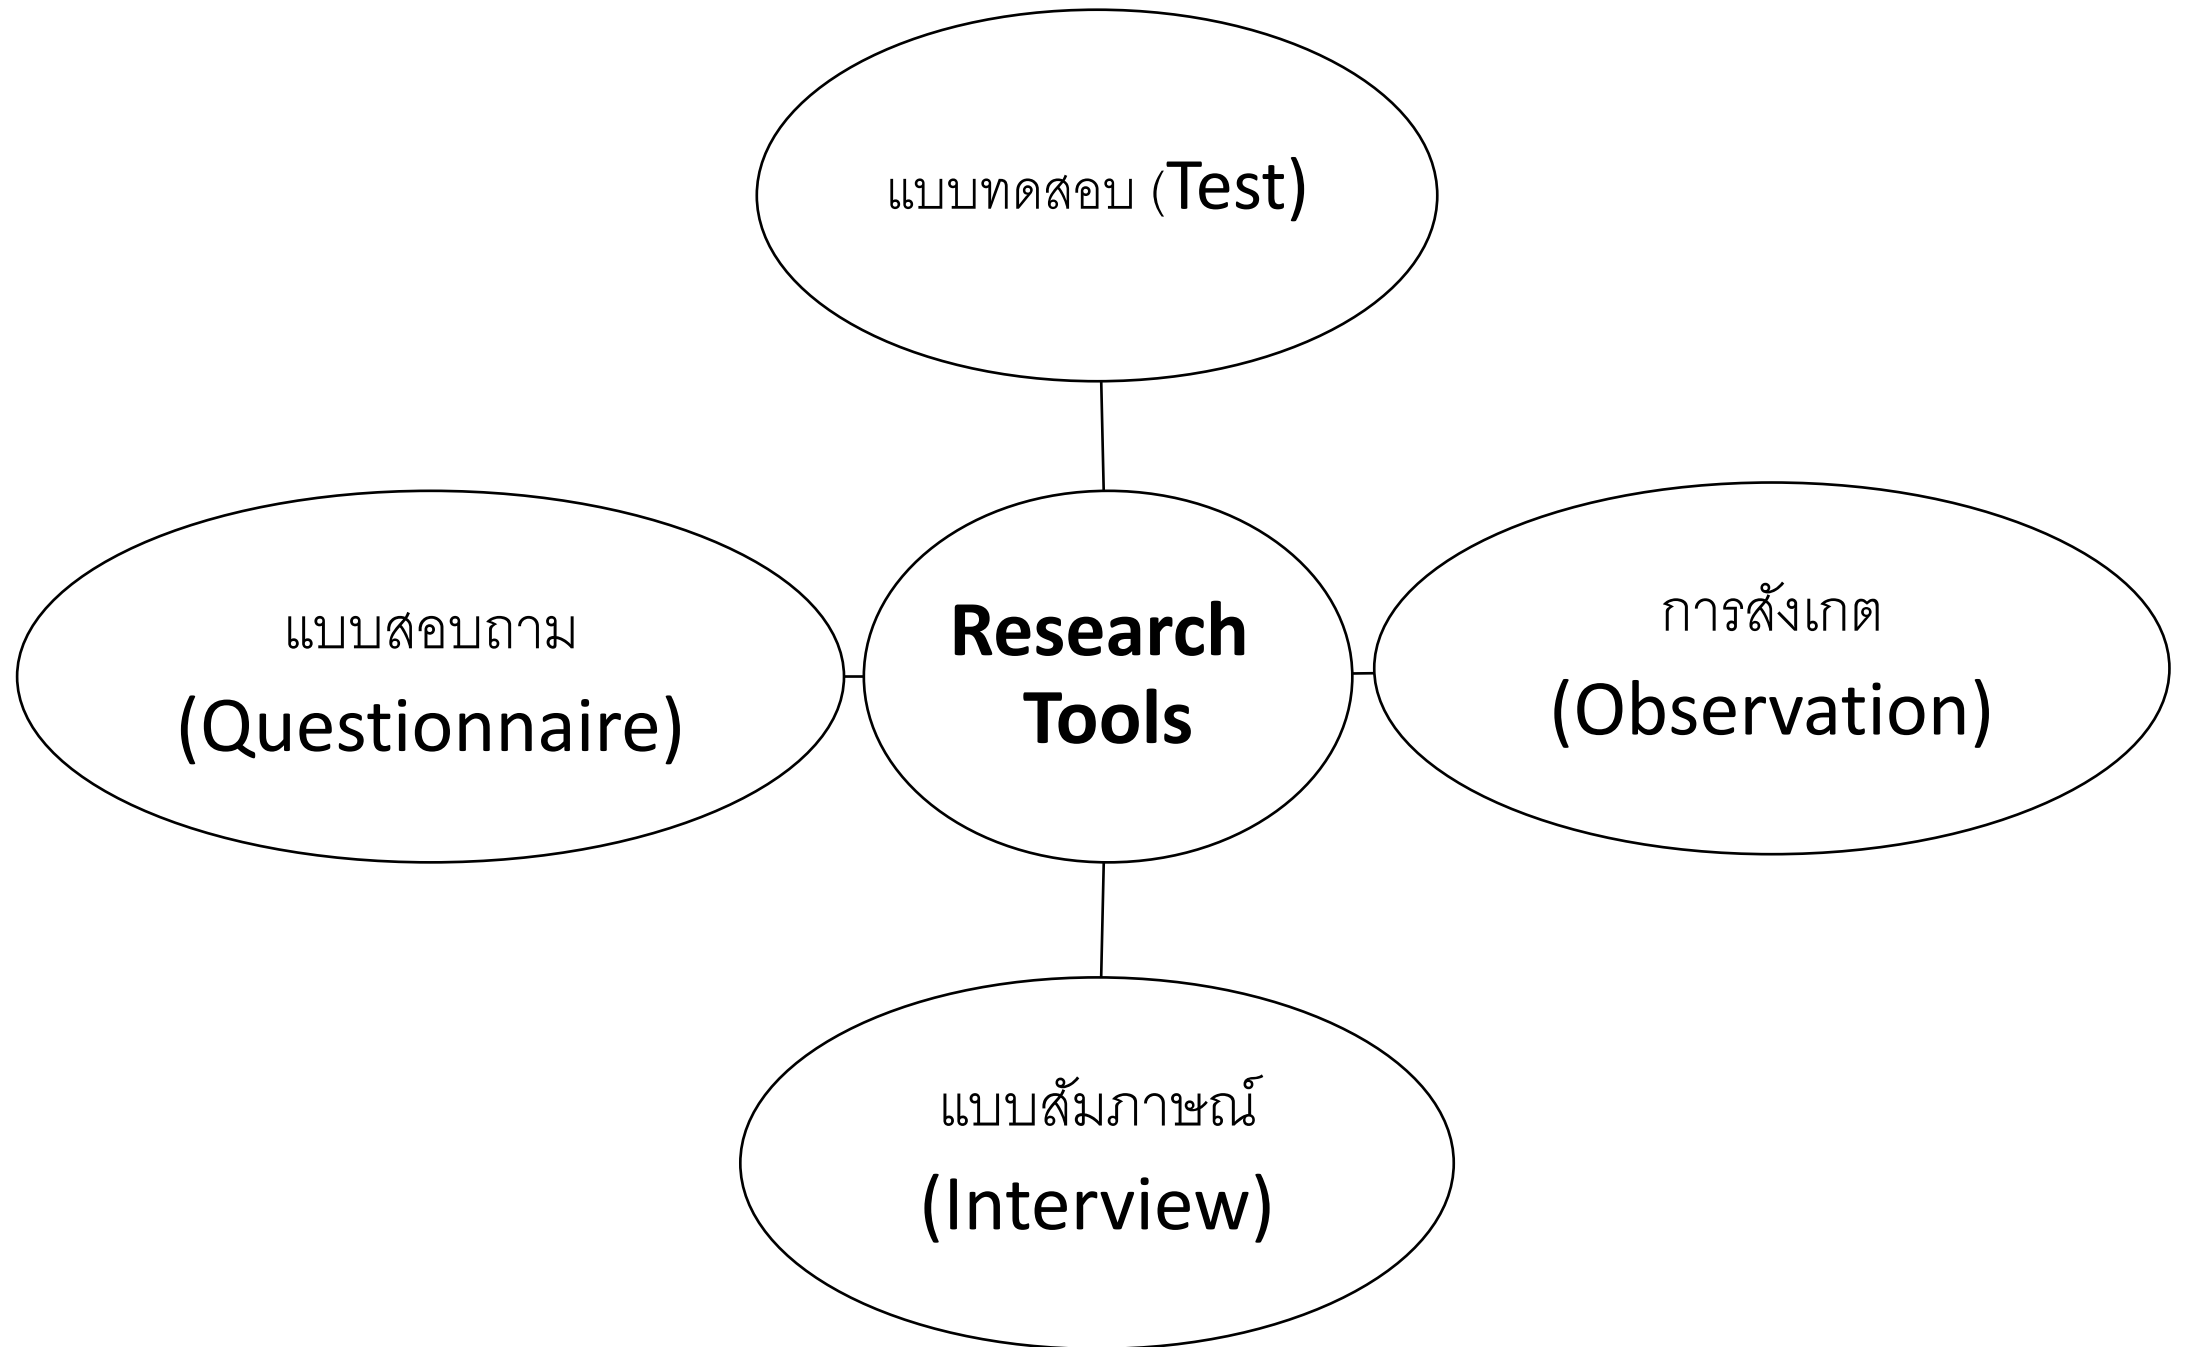 แบบทดสอบ (Test)
แบบสอบถาม
(Questionnaire)
Research
Tools
การสังเกต
(Observation)
แบบสัมภาษณ์
(Interview)